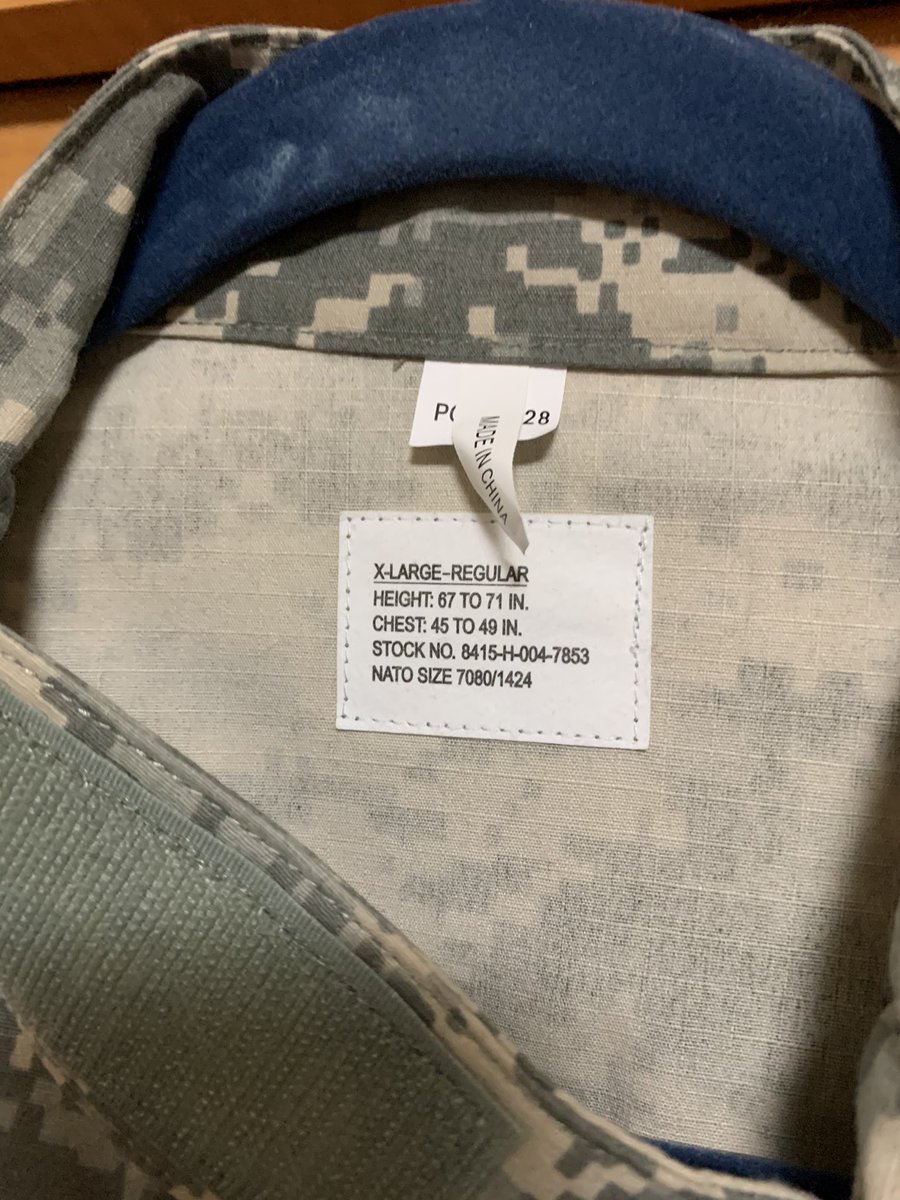 28
MADE IN CHINA
X-LARGE-REGULAR
HEIGHT: 67 TO 71 IN.
CHEST: 45 TO 49 IN.
STOCK NO. 8415-H-004-7853
NATO SIZE 7080/1424